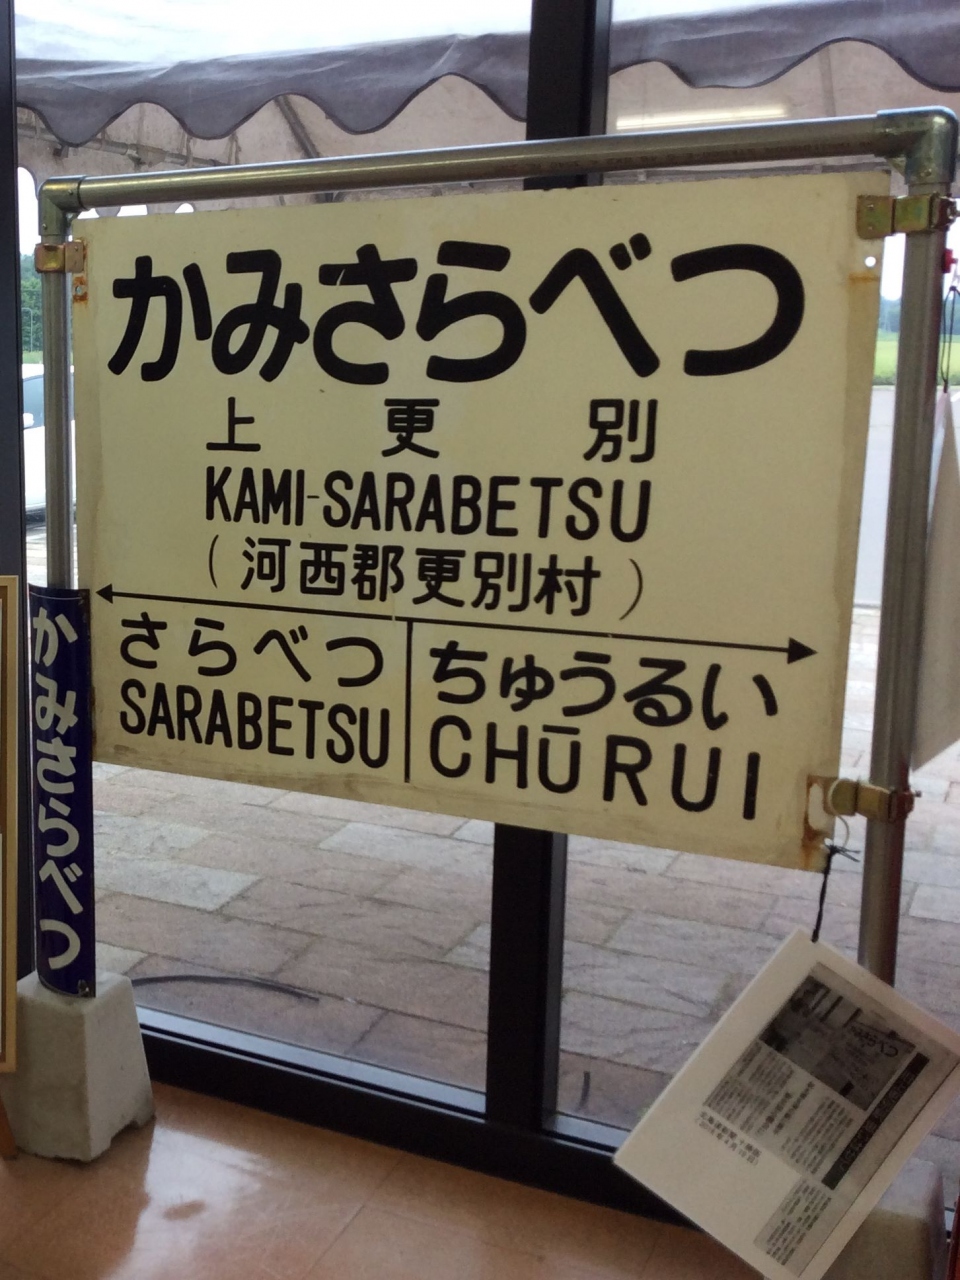 かみさらべつ
上更別
KAMI-SARABETSU
(河西郡更別村)
さらべつ
SARABETSU
ちゅうるい
CHŪRUI
かみさらべつ